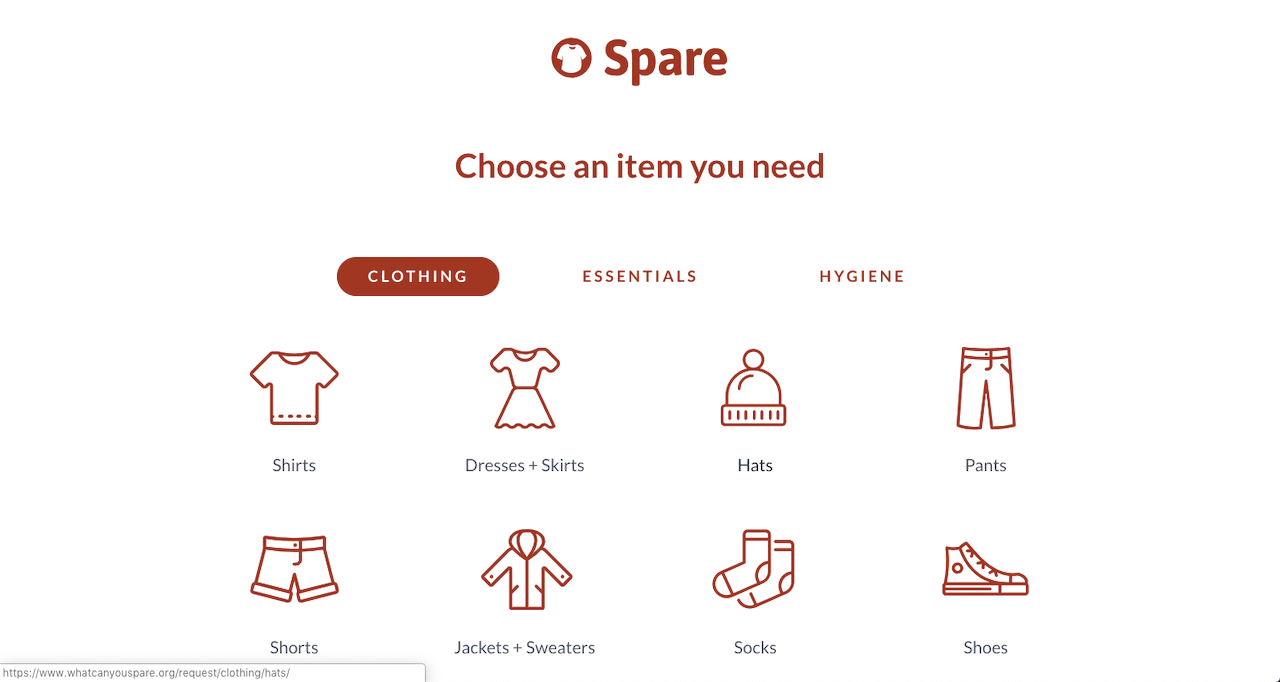 Spare
Choose an item you need
CLOTHING
ESSENTIALS
HYGIENE
Shirts
Dresses + Skirts
Hats
Pants
Shorts
Jackets + Sweaters
Socks
Shoes
https://www.whatcanyouspare.org/request/clothing/hats/